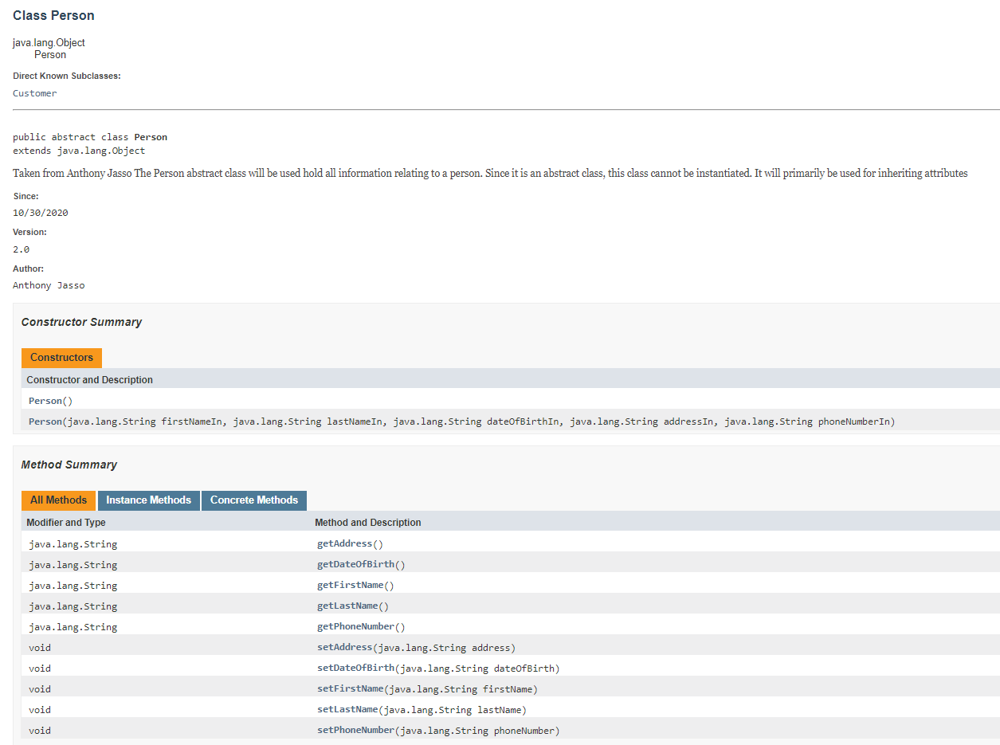 Class Person
java.lang.Object
Person
Direct Known Subclasses:
Customer
public abstract class Person
extends java.lang.Object
Taken from Anthony Jasso The Person abstract class will be used hold all information relating to a person. Since it is an abstract class, this class cannot be instantiated. It will primarily be used for inheriting attributes
Since:
10/30/2020
Version:
2.0
Author:
Anthony Jasso
Constructor Summary
Constructors
Constructor and Description
Person()
Person(java.lang.String firstNameIn, java.lang.String lastNameIn, java.lang.String dateOfBirthIn, java.lang.String addressIn, java.lang.String phoneNumberIn)
Method Summary
All Methods Instance Methods Concrete Methods
Modifier and Type Method and Description
java.lang.String getAddress()
java.lang.String getDateOfBirth()
java.lang.String getFirstName()
java.lang.String getLastName()
java.lang.String getPhoneNumber()
void setAddress(java.lang.String address)
void setDateOfBirth(java.lang.String dateOfBirth)
void setFirstName(java.lang.String firstName)
void setLastName(java.lang.String lastName)
void setPhoneNumber(java.lang.String phoneNumber)